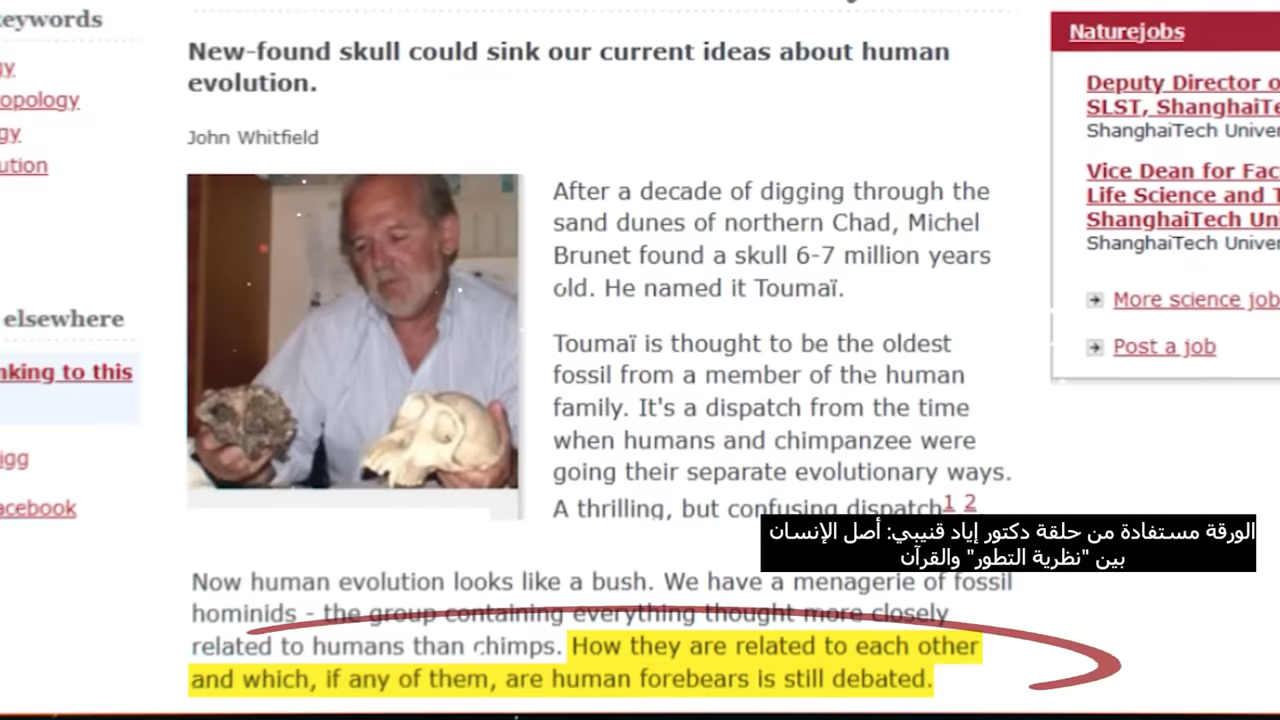 New-found skull could sink our current ideas about human
evolution.
John Whitfield
After a decade of digging through the
sand dunes of northern Chad, Michel
Brunet found a skull 6-7 million years
old. He named it Toumaï.
Toumaï is thought to be the oldest
fossil from a member of the human
family. It's a dispatch from the time
when humans and chimpanzee were
going their separate evolutionary ways.
A thrilling, but confusing dispatch1 2
الورقة مستفادة من حلقة دكتور إياد قنيبي: أصل الإنسان
بين "نظرية التطور" والقرآن
Now human evolution looks like a bush. We have a menagerie of fossil
hominids - the group containing everything thought more closely
related to humans than chimps. How they are related to each other
and which, if any of them, are human forebears is still debated.
keywords
gy
opology
gy
ution
elsewhere
nking to this
igg
acebook
Naturejobs
Deputy Director o
SLST, ShanghaiTe
ShanghaiTech Univer
Vice Dean for Fac
Life Science and T
ShanghaiTech Un
ShanghaiTech Univer
More science job
Post a job